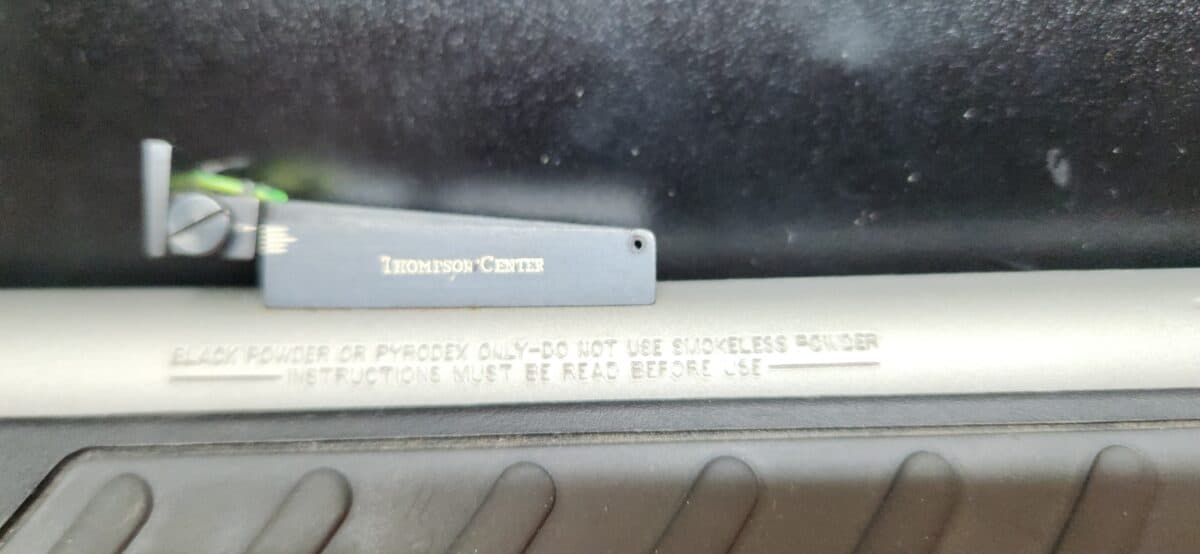 THOMPSON CENTER
BLACK POWDER OR PYRODEX ONLY-DO NOT USE SMOKELESS POWDER
INSTRUCTIONS MUST BE READ BEFORE USE